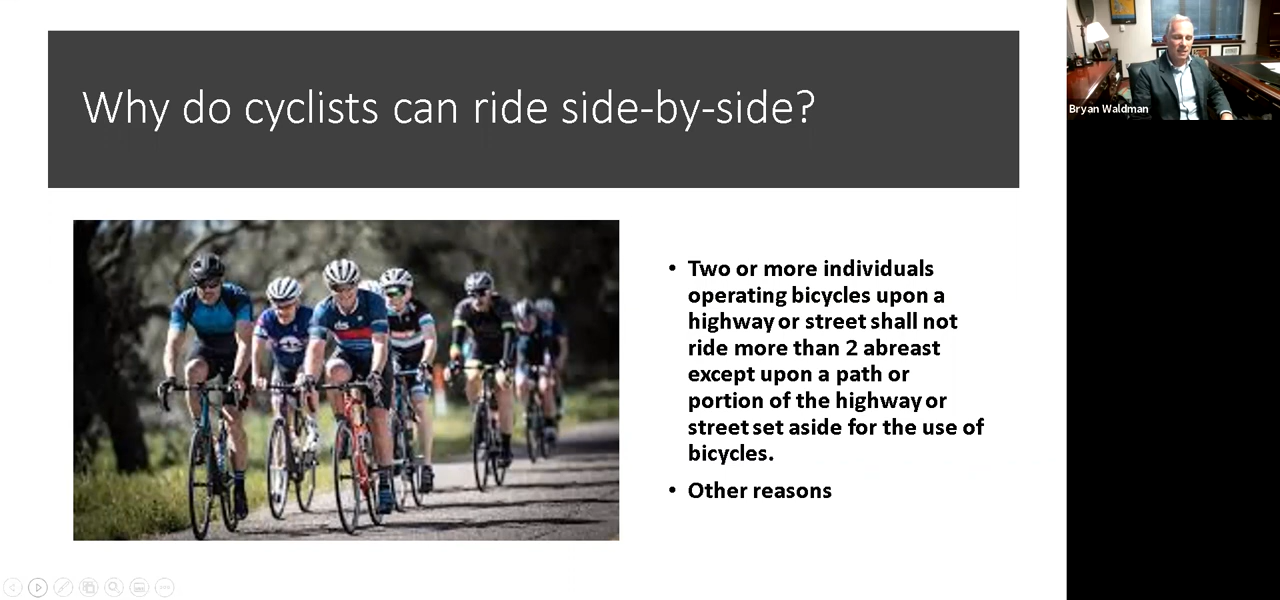 Why do cyclists can ride side-by-side?
Bryan Waldman
• Two or more individuals
operating bicycles upon a
highway or street shall not
ride more than 2 abreast
except upon a path or
portion of the highway or
street set aside for the use of
bicycles.
• Other reasons